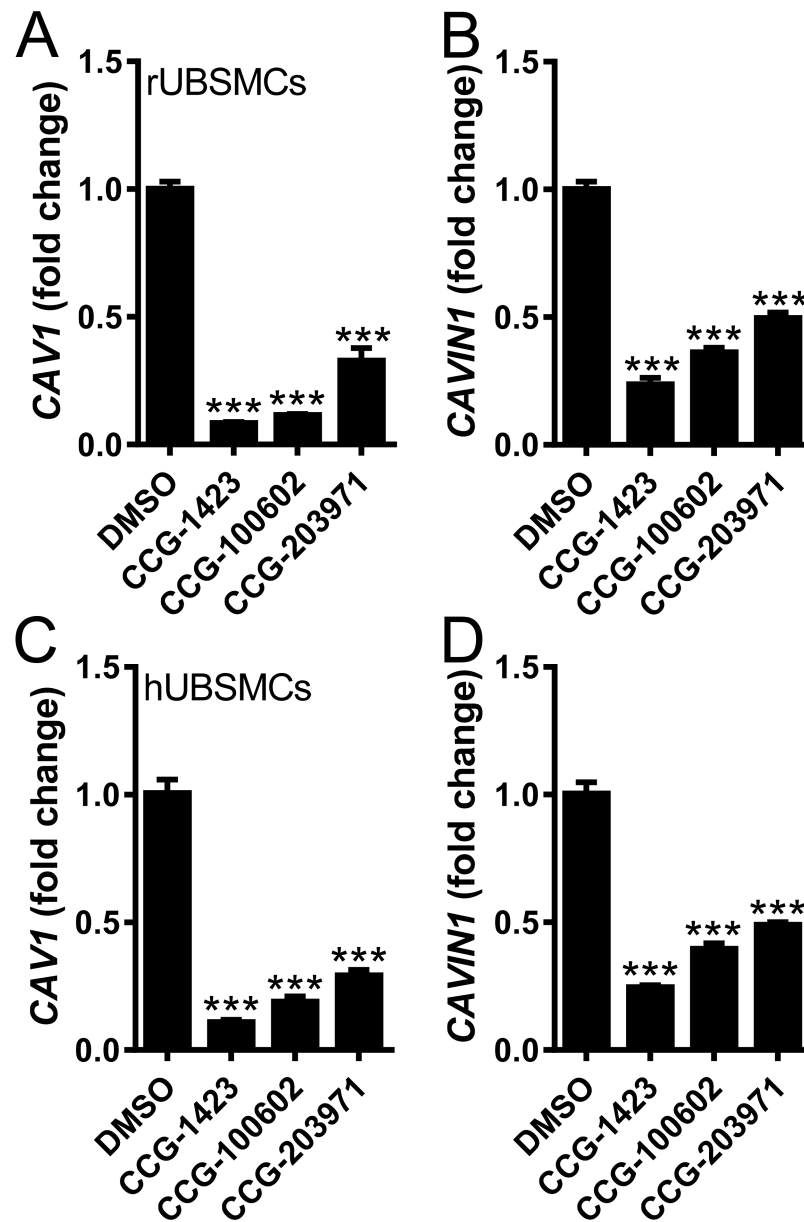 A
rUBSMCs
CAV1 (fold change)
1.5
1.0
0.5
0.0
***
***
***
DMSO
CCG-1423
CCG-100602
CCG-203971
B
CAVIN1 (fold change)
1.5
1.0
0.5
0.0
***
***
***
DMSO
CCG-1423
CCG-100602
CCG-203971
C
hUBSMCs
CAV1 (fold change)
1.5
1.0
0.5
0.0
***
***
***
DMSO
CCG-1423
CCG-100602
CCG-203971
D
CAVIN1 (fold change)
1.5
1.0
0.5
0.0
***
***
***
DMSO
CCG-1423
CCG-100602
CCG-203971